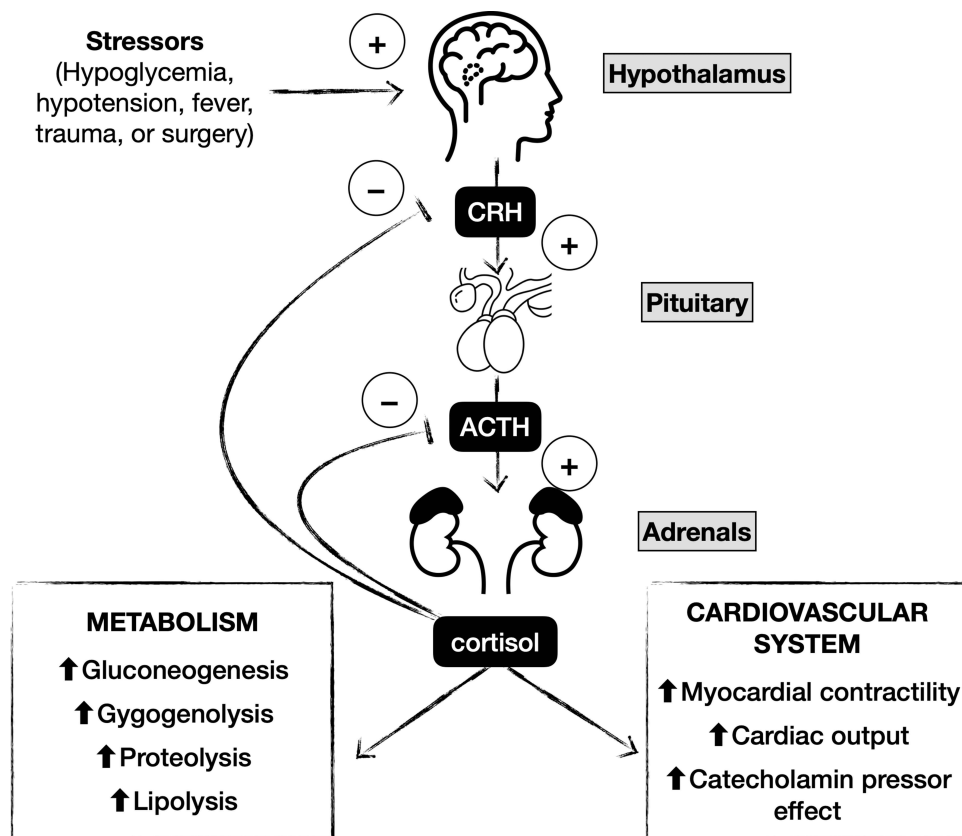 Stressors
(Hypoglycemia,
hypotension, fever,
trauma, or surgery)
+
Hypothalamus
−
CRH
+
Pituitary
−
ACTH
+
Adrenals
cortisol
METABOLISM
⬆Gluconeogenesis
⬆Gygogenolysis
⬆Proteolysis
⬆Lipolysis
CARDIOVASCULAR
SYSTEM
⬆Myocardial contractility
⬆Cardiac output
⬆Catecholamin pressor
effect